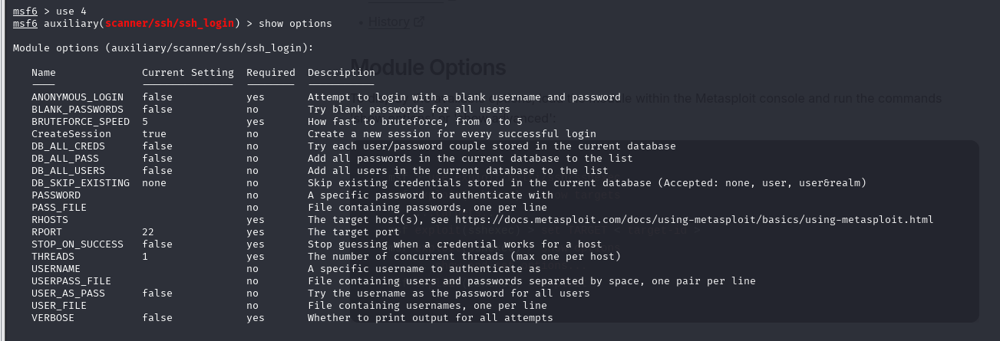 msf6 > use 4
msf6 auxiliary(scanner/ssh/ssh_login) > show options
History
Module options (auxiliary/scanner/ssh/ssh_login):
Module Options
Name Current Setting Required Description
ANONYMOUS_LOGIN false yes Attempt to login with a blank username and password
BLANK_PASSWORDS false no Try blank passwords for all users
BRUTEFORCE_SPEED 5 yes How fast to bruteforce, from 0 to 5
CreateSession true no Create a new session for every successful login
DB_ALL_CREDS false no Try each user/password couple stored in the current database
DB_ALL_PASS false no Add all passwords in the current database to the list
DB_ALL_USERS false no Add all users in the current database to the list
DB_SKIP_EXISTING none no Skip existing credentials stored in the current database (Accepted: none, user, user&realm)
PASSWORD no A specific password to authenticate with
PASS_FILE no File containing passwords, one per line
RHOSTS yes The target host(s), see https://docs.metasploit.com/docs/using-metasploit/basics/using-metasploit.html
RPORT 22 yes The target port
STOP_ON_SUCCESS false yes Stop guessing when a credential works for a host
THREADS 1 yes The number of concurrent threads (max one per host)
USERNAME no A specific username to authenticate as
USERPASS_FILE no File containing users and passwords separated by space, one pair per line
USER_AS_PASS false no Try the username as the password for all users
USER_FILE no File containing usernames, one per line
VERBOSE false yes Whether to print output for all attempts
within the Metasploit console and run the commands